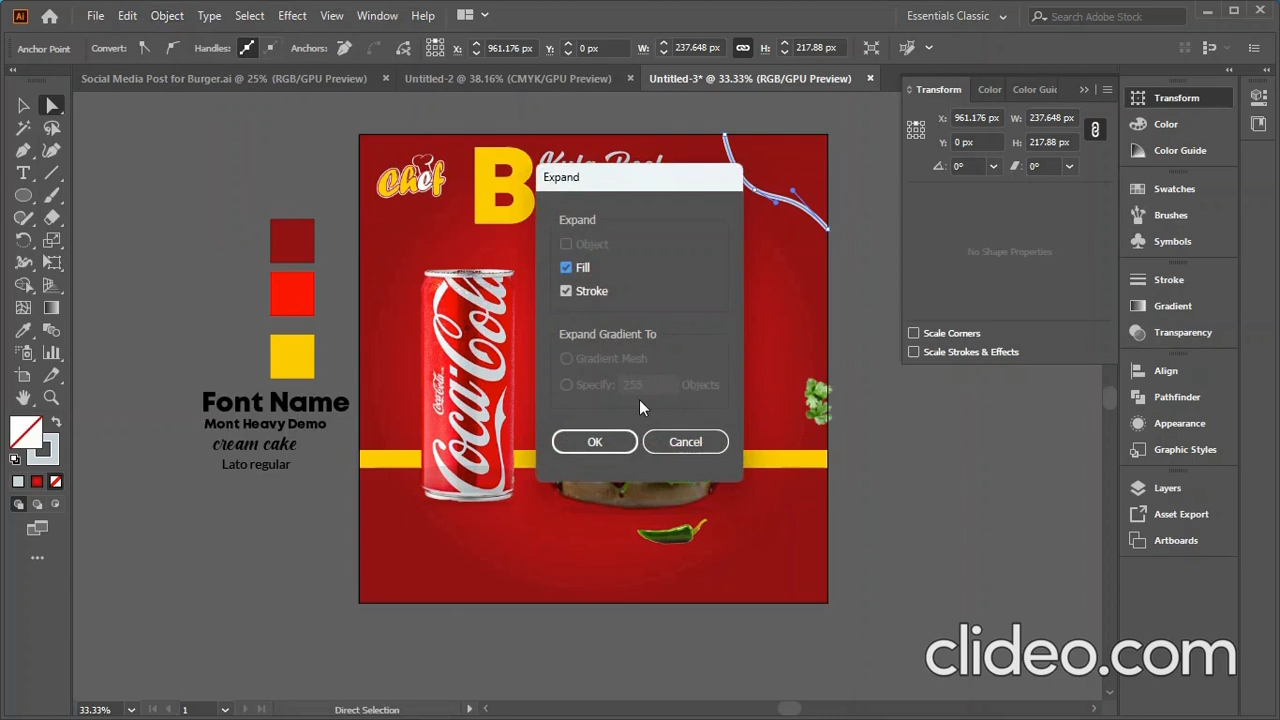 File Edit Object Type Select Effect View Window Help
Essentials Classic
Search Adobe Stock
Anchor Point Convert: Handles: Anchors: X: 961.176 px Y: 0 px W: 237.648 px H: 217.88 px
Social Media Post for Burger.ai @ 25% (RGB/GPU Preview) × Untitled-2 @ 38.16% (CMYK/GPU Preview) × Untitled-3* @ 33.33% (RGB/GPU Preview) ×
Transform Color Color Guid
X: 961.176 px W: 237.648 px
Y: 0 px H: 217.88 px
0° 0°
No Shape Properties
Scale Corners
Scale Strokes & Effects
Transform
Color
Color Guide
Swatches
Brushes
Symbols
Stroke
Gradient
Transparency
Align
Pathfinder
Appearance
Graphic Styles
Layers
Asset Export
Artboards
Chef
B
Coca-Cola
Coca-Cola
Expand
Expand
Object
Fill
Stroke
Expand Gradient To
Gradient Mesh
Specify: 255 Objects
OK Cancel
Font Name
Mont Heavy Demo
cream cake
Lato regular
clideo.com
33.33% 1 Direct Selection